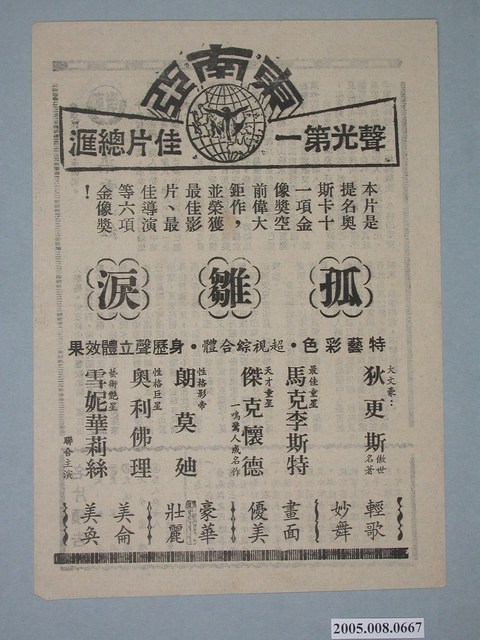 東南亞
聲光第一
佳片總滙
本片是
提名奧
斯卡十
一項金
像獎空
前偉大
鉅作，
並榮獲
最佳影
片、最
佳導演
等六項
金像獎
！
孤雛淚
特藝彩色・超視綜合體・身歷聲立體效果
大文豪：
狄更斯
傲世名著
最佳童星
馬克李斯特
天才童星
傑克懷德
一鳴驚人成名作
性格影帝
朗莫廸
性格巨星
奧利佛理
藝術艷星
雪妮華莉絲
聯合主演
輕歌
妙舞
畫面
優美
豪華
壯麗
美侖
美奐
2005.008.0667